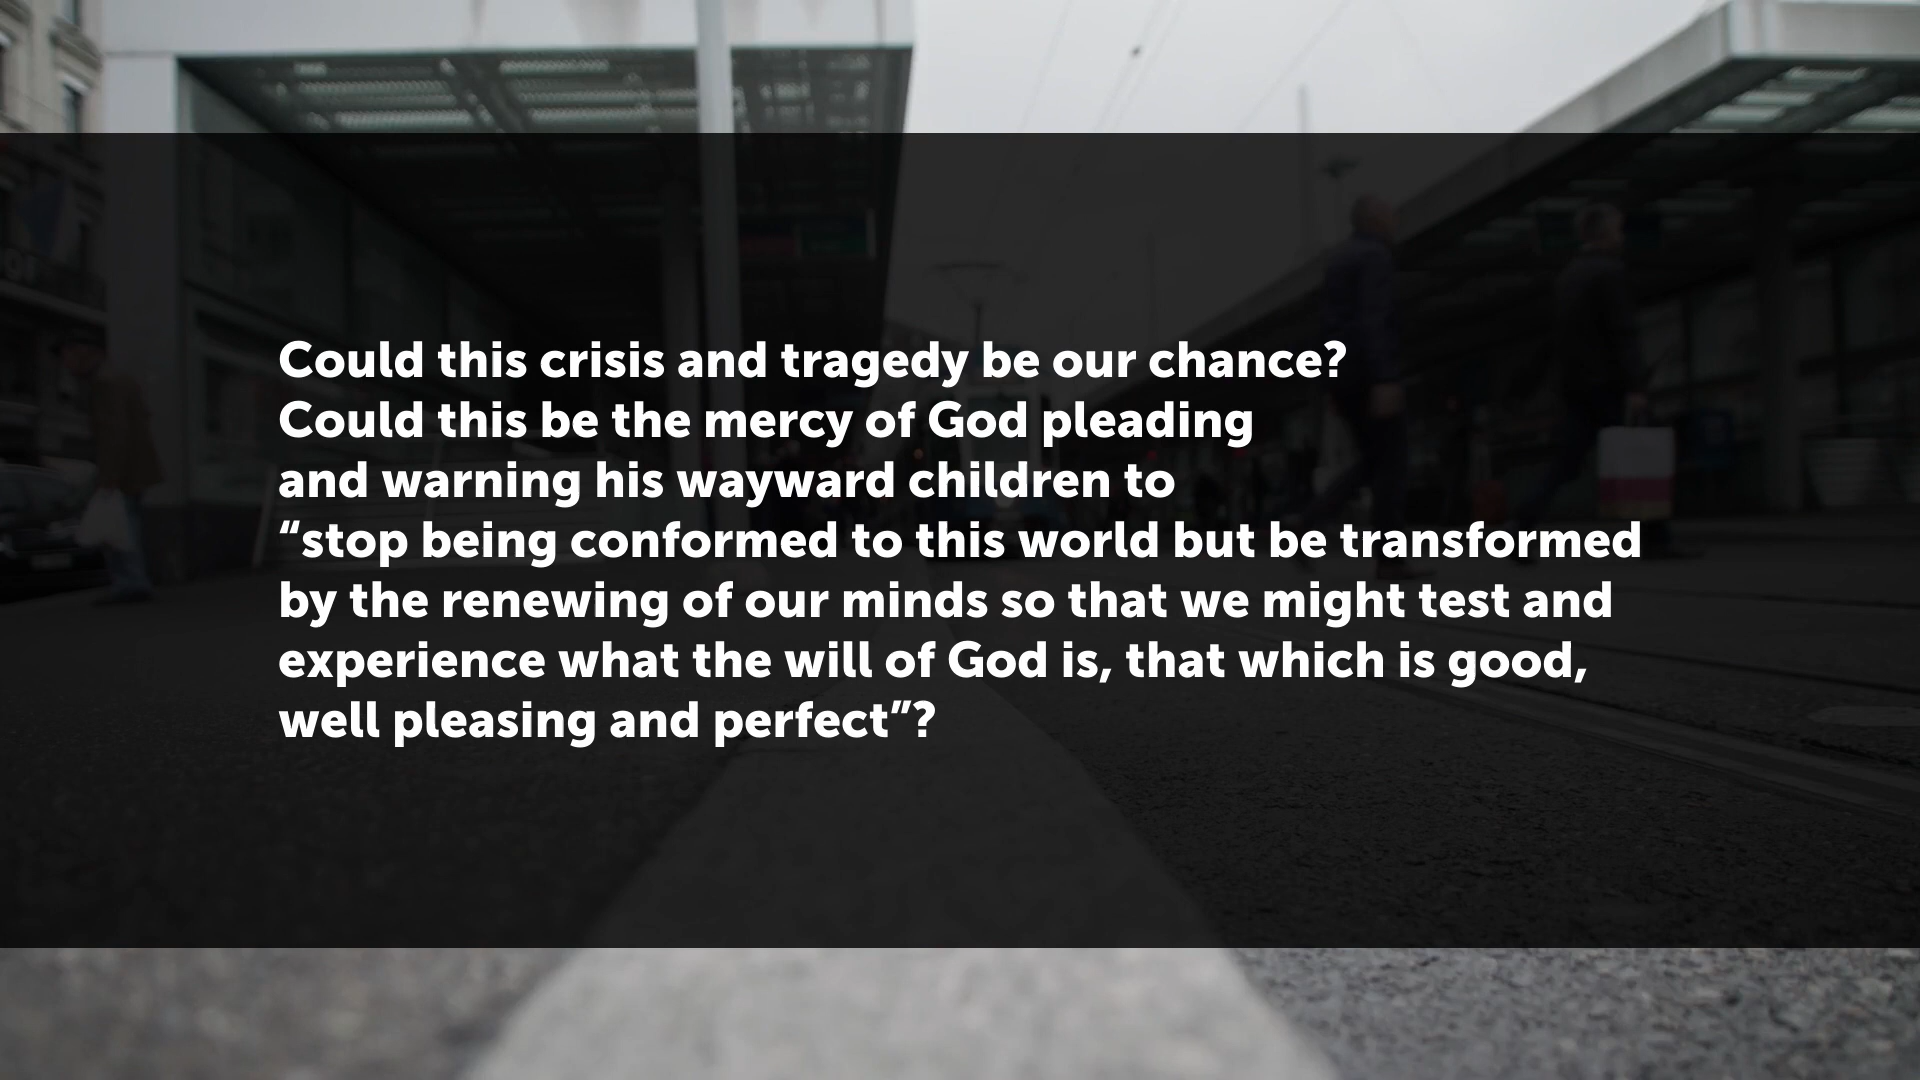 Could this crisis and tragedy be our chance?
Could this be the mercy of God pleading
and warning his wayward children to
“stop being conformed to this world but be transformed
by the renewing of our minds so that we might test and
experience what the will of God is, that which is good,
well pleasing and perfect”?